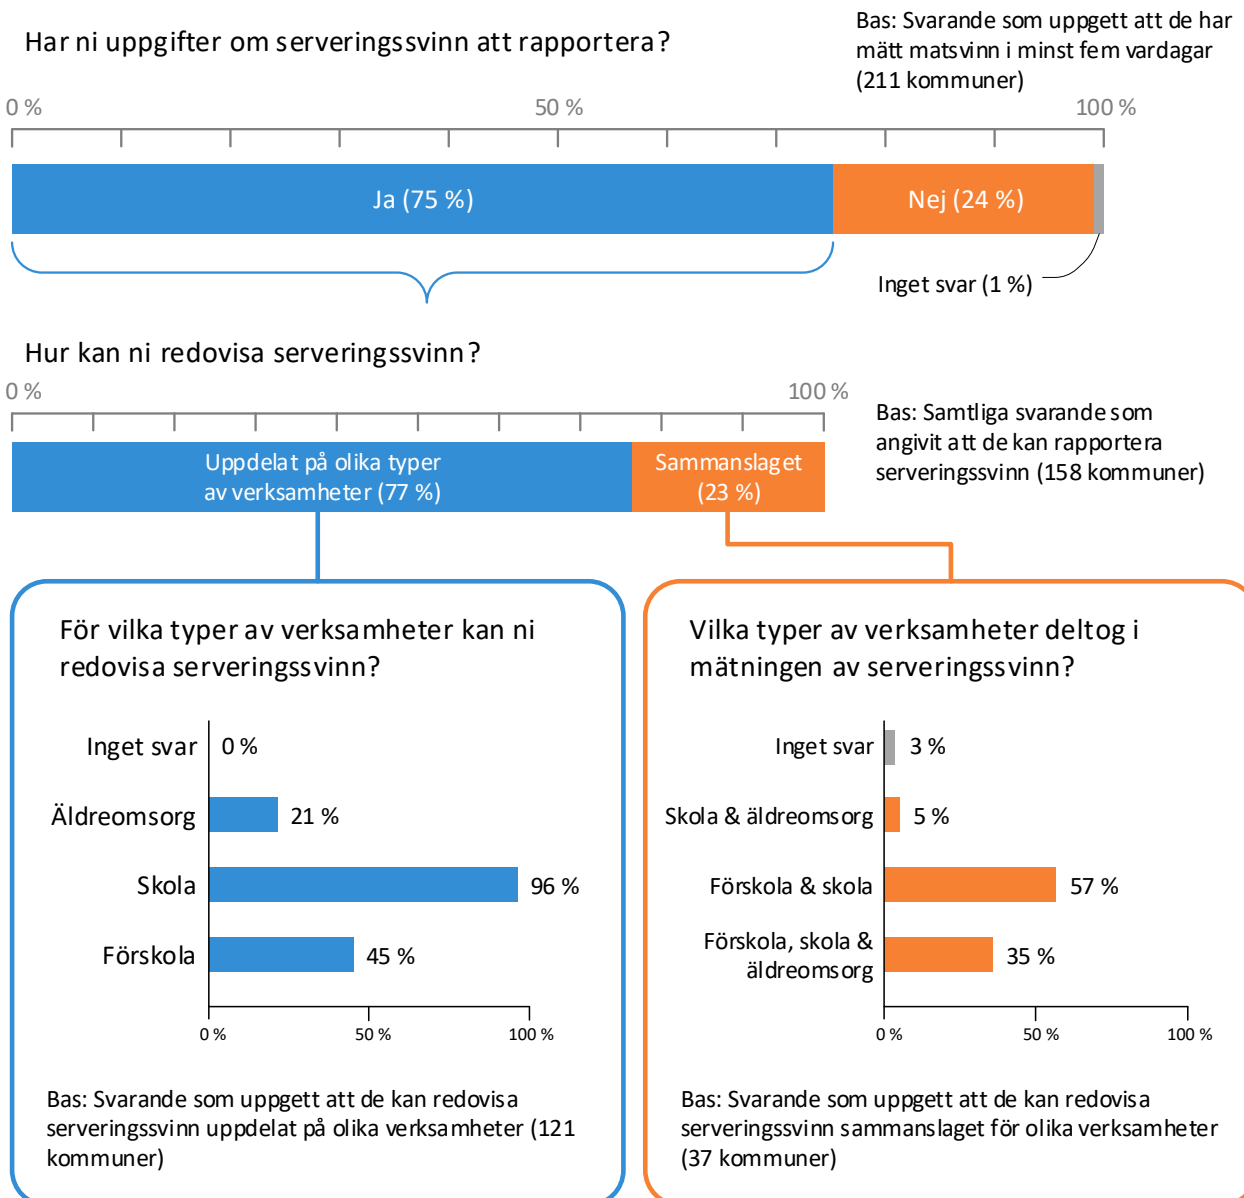 Har ni uppgifter om serveringssvinn att rapportera?
Bas: Svarande som uppgett att de har
mätt matsvinn i minst fem vardagar
(211 kommuner)
0 %
50 %
100 %
Ja (75 %)
Nej (24 %)
Inget svar (1 %)
Hur kan ni redovisa serveringssvinn?
0 %
100 %
Bas: Samtliga svarande som
angivit att de kan rapportera
serveringssvinn (158 kommuner)
Uppdelat på olika typer
av verksamheter (77 %)
Sammanslaget
(23 %)
För vilka typer av verksamheter kan ni
redovisa serveringssvinn?
Inget svar
0 %
Äldreomsorg
21 %
Skola
96 %
Förskola
45 %
0 %
50 %
100 %
Bas: Svarande som uppgett att de kan redovisa
serveringssvinn uppdelat på olika verksamheter (121
kommuner)
Vilka typer av verksamheter deltog i
mätningen av serveringssvinn?
Inget svar
3 %
Skola & äldreomsorg
5 %
Förskola & skola
57 %
Förskola, skola &
äldreomsorg
35 %
0 %
50 %
100 %
Bas: Svarande som uppgett att de kan redovisa
serveringssvinn sammanslaget för olika verksamheter
(37 kommuner)